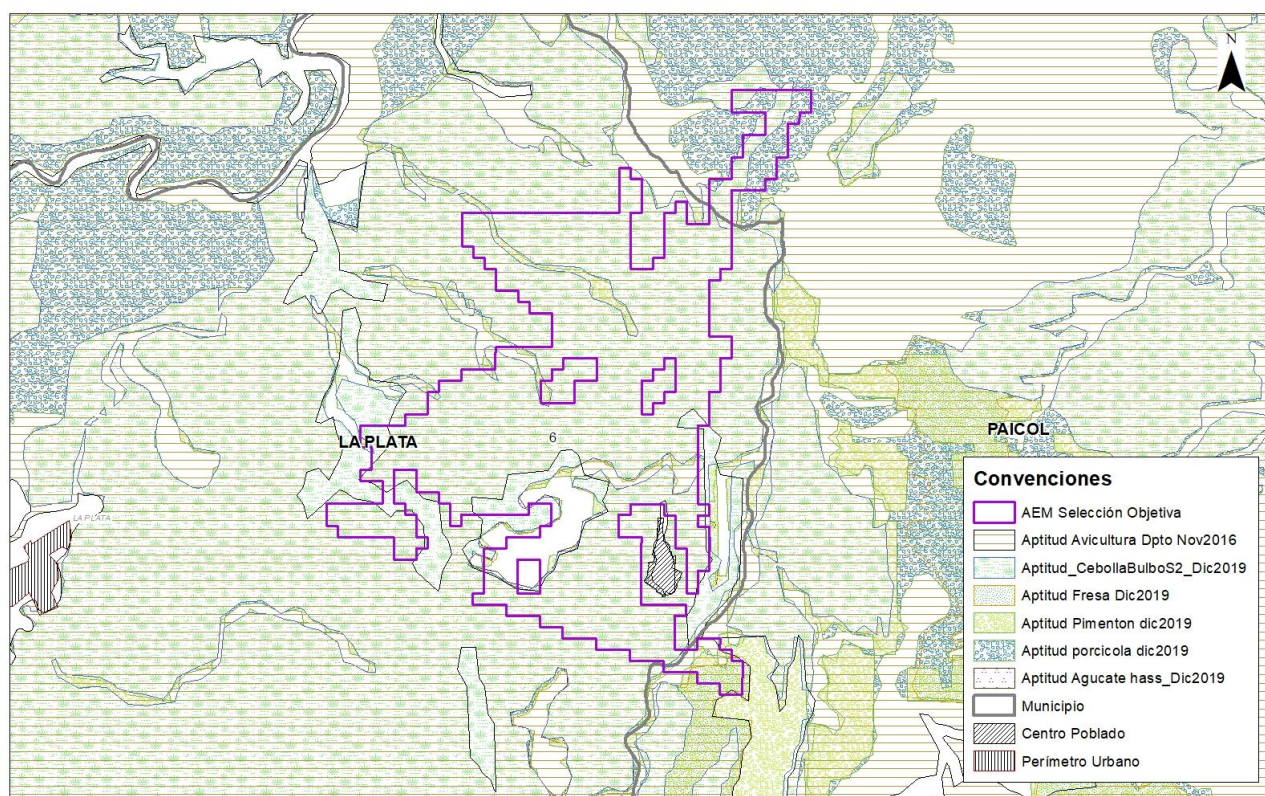 N
LA PLATA
6
PAICOL
LA PLATA
Convenciones
AEM Selección Objetiva
Aptitud Avicultura Dpto Nov2016
Aptitud_CebollaBulboS2_Dic2019
Aptitud Fresa Dic2019
Aptitud Pimenton dic2019
Aptitud porcicola dic2019
Aptitud Agucate hass_Dic2019
Municipio
Centro Poblado
Perímetro Urbano